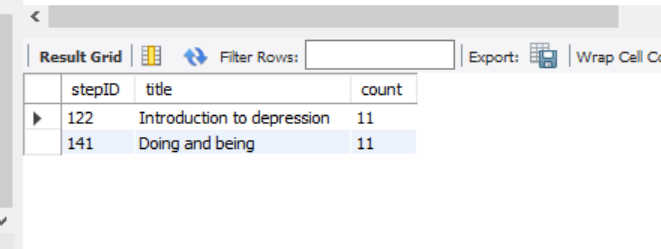 Result Grid Filter Rows: Export: Wrap Cell
stepID title count
122 Introduction to depression 11
141 Doing and being 11